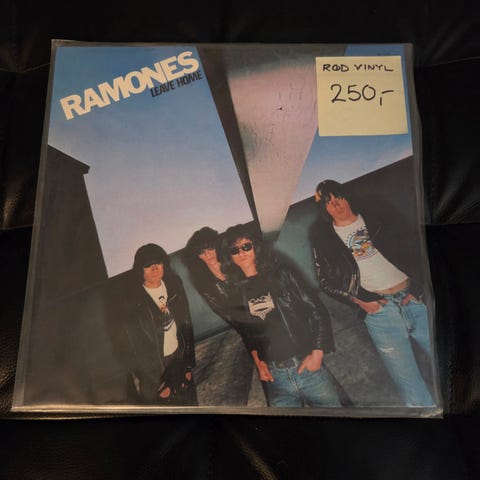 RAMONES
LEAVE HOME
RØD VINYL
250,-